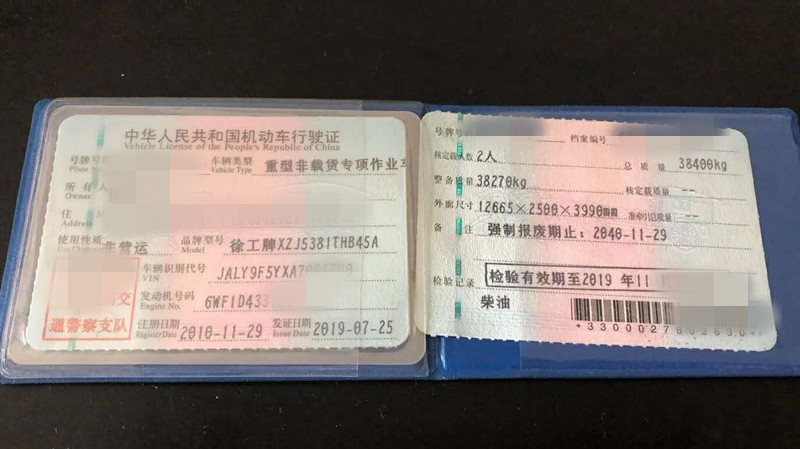 中华人民共和国机动车行驶证
Vehicle License of the People's Republic of China
号牌号
Plate
车辆类型 重型非载货专项作业车
Vehicle Type
所有人
Owner
住
Address
使用性质 非营运
品牌型号 徐工牌XZJ5381THB45A
Model
车辆识别代号 JALY9F5YXA
VIN
发动机号码 6WF1D433
Engine No.
交
通警察支队
注册日期 2010-11-29 发证日期 2019-07-25
Register Date Issue Date
号牌号 档案编号
核定载人数 2人 总质量 38400kg
整备质量 38270kg 核定载质量 --
外廓尺寸 12665×2500×3990mm 准牵引总质量 --
备注 强制报废期止：2040-11-29
检验记录 检验有效期至2019 年11
柴油